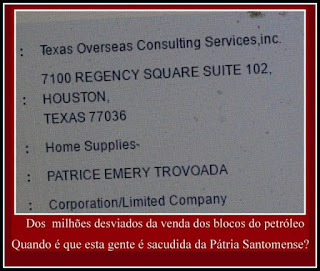 : Texas Overseas Consulting Services,inc.
7100 REGENCY SQUARE SUITE 102,
: HOUSTON,
TEXAS 77036
: Home Supplies-
: PATRICE EMERY TROVOADA
: Corporation/Limited Company
Dos milhões desviados da venda dos blocos do petróleo
Quando é que esta gente é sacudida da Pátria Santomense?